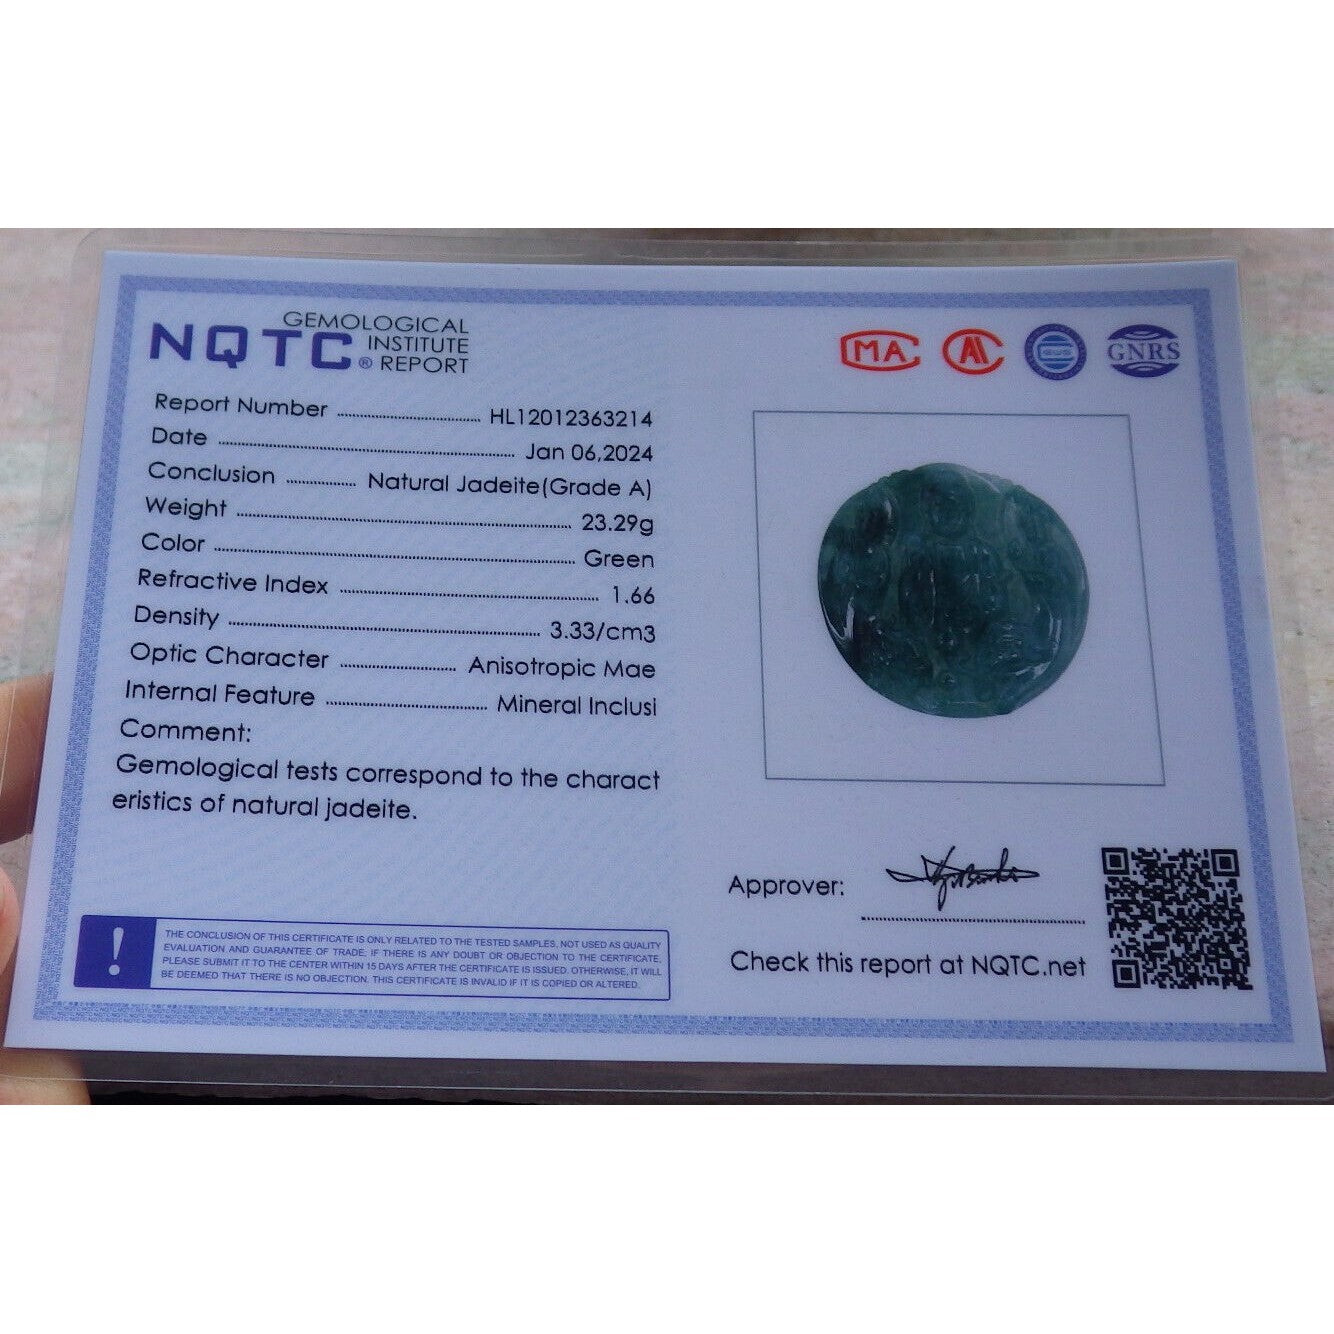 NQTC® GEMOLOGICAL
INSTITUTE
REPORT
MA
GNRS
Report Number HL12012363214
Date Jan 06,2024
Conclusion Natural Jadeite(Grade A)
Weight 23.29g
Color Green
Refractive Index 1.66
Density 3.33/cm3
Optic Character Anisotropic Mae
Internal Feature Mineral Inclusi
Comment:
Gemological tests correspond to the charact
eristics of natural jadeite.
! THE CONCLUSION OF THIS CERTIFICATE IS ONLY RELATED TO THE TESTED SAMPLES, NOT USED AS QUALITY
EVALUATION AND GUARANTEE OF TRADE; IF THERE IS ANY DOUBT OR OBJECTION TO THE CERTIFICATE,
PLEASE SUBMIT IT TO THE CENTER WITHIN 15 DAYS AFTER THE CERTIFICATE IS ISSUED. OTHERWISE, IT WILL
BE DEEMED THAT THERE IS NO OBJECTION. THIS CERTIFICATE IS INVALID IF IT IS COPIED OR ALTERED.
Approver:
Check this report at NQTC.net